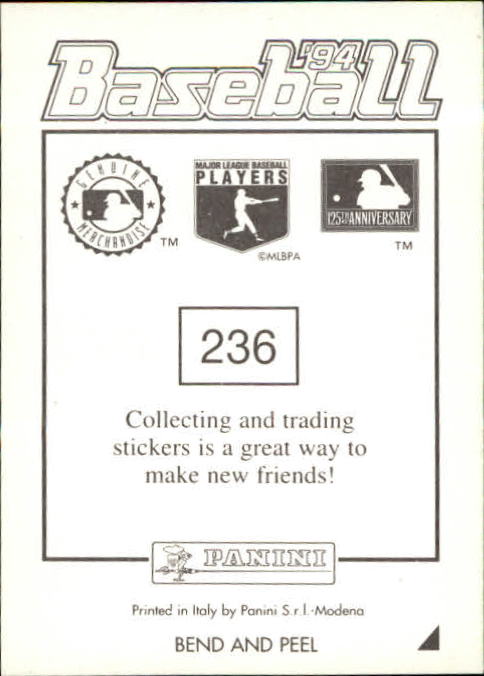 '94
Baseball
GENUINE
MERCHANDISE
TM
MAJOR LEAGUE BASEBALL
PLAYERS
©MLBPA
125TH ANNIVERSARY
TM
236
Collecting and trading
stickers is a great way to
make new friends!
PANINI
Printed in Italy by Panini S.r.l.-Modena
BEND AND PEEL